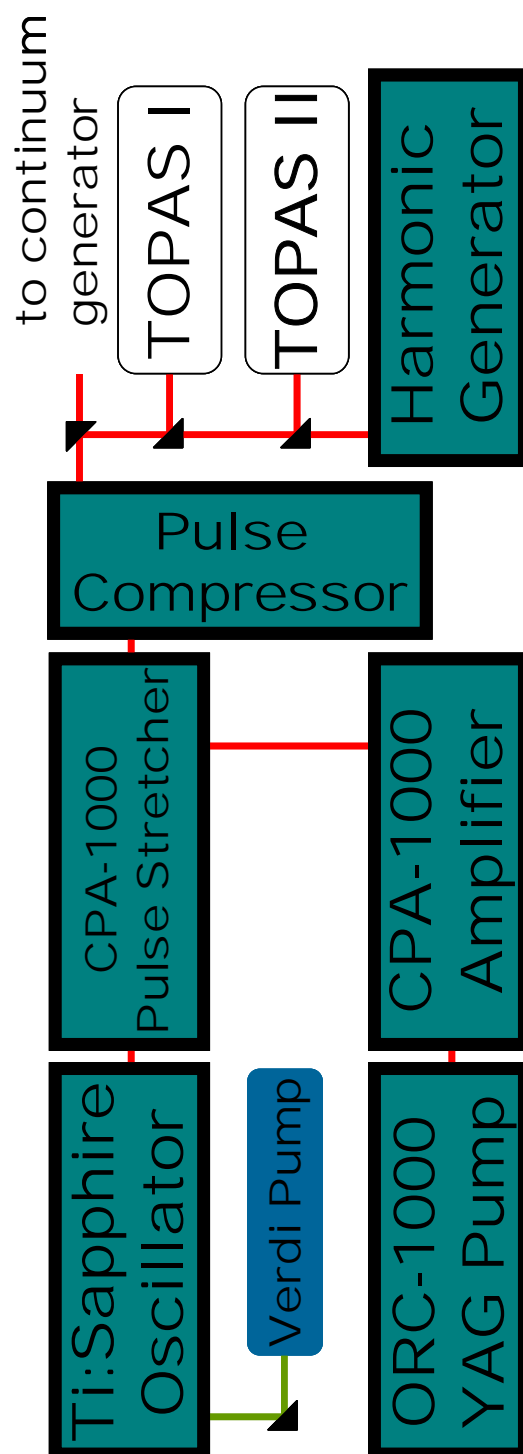 to continuum
generator
TOPAS I
TOPAS II
Harmonic
Generator
Pulse
Compressor
CPA-1000
Pulse Stretcher
CPA-1000
Amplifier
Ti:Sapphire
Oscillator
Verdi Pump
ORC-1000
YAG Pump